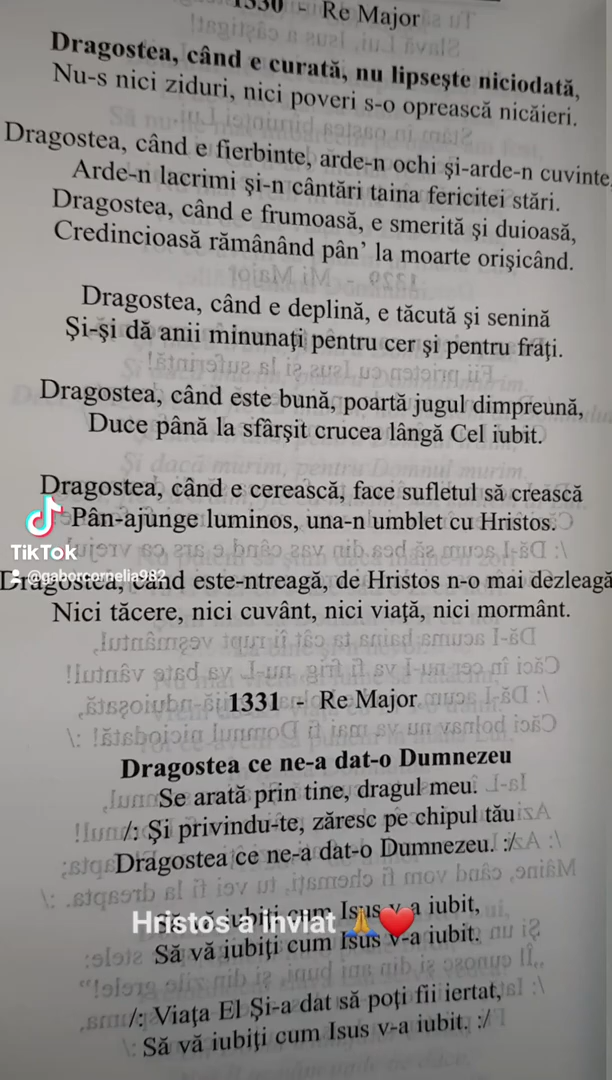 1330 - Re Major
Dragostea, când e curată, nu lipseşte niciodată,
Nu-s nici ziduri, nici poveri s-o oprească nicăieri.
Dragostea, când e fierbinte, arde-n ochi şi-arde-n cuvinte,
Arde-n lacrimi şi-n cântări taina fericitei stări.
Dragostea, când e frumoasă, e smerită şi duioasă,
Credincioasă rămânând pân' la moarte orişicând.
Dragostea, când e deplină, e tăcută şi senină
Şi-şi dă anii minunaţi pentru cer şi pentru fraţi.
Dragostea, când este bună, poartă jugul dimpreună,
Duce până la sfârşit crucea lângă Cel iubit.
Dragostea, când e cerească, face sufletul să crească
Pân-ajunge luminos, una-n umblet cu Hristos.
TikTok
@gaborcornelia982
Dragostea, când este-ntreagă, de Hristos n-o mai dezleagă
Nici tăcere, nici cuvânt, nici viaţă, nici mormânt.
1331 - Re Major
Dragostea ce ne-a dat-o Dumnezeu
Se arată prin tine, dragul meu.
/: Şi privindu-te, zăresc pe chipul tău
Dragostea ce ne-a dat-o Dumnezeu. :/
Să vă iubiţi cum Isus v-a iubit,
Hristos a înviat 🙏❤️
Să vă iubiţi cum Isus v-a iubit.
/: Viaţa El Şi-a dat să poţi fii iertat,
Să vă iubiţi cum Isus v-a iubit. :/